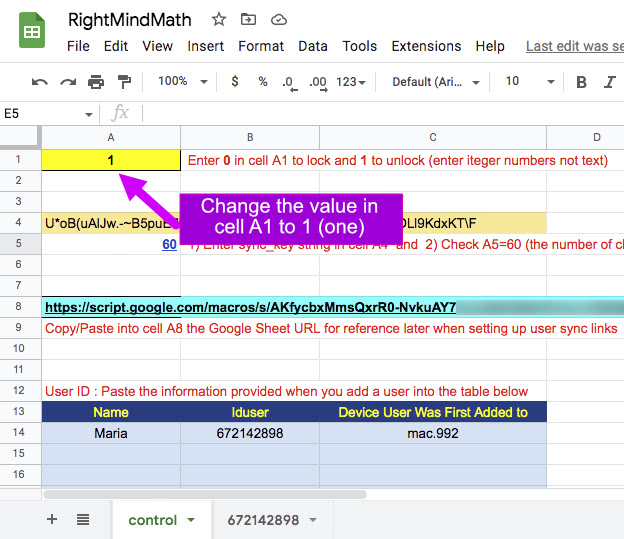 RightMindMath
File Edit View Insert Format Data Tools Extensions Help Last edit was se
100% $ % .0 .00 123 Default (Ari... 10 B I
E5 fx
A B C D
1 1 Enter 0 in cell A1 to lock and 1 to unlock (enter iteger numbers not text)
2
Change the value in
3
cell A1 to 1 (one)
4 U*oB(uAlJw.-~B5puE DLl9KdxKT\F
5 60 1) Enter sync_key string in cell A4 and 2) Check A5=60 (the number of c
6
7
8 https://script.google.com/macros/s/AKfycbxMmsQxrR0-NvkuAY7
9 Copy/Paste into cell A8 the Google Sheet URL for reference later when setting up user sync links
10
11
12 User ID : Paste the information provided when you add a user into the table below
13 Name Iduser Device User Was First Added to
14 Maria 672142898 mac.992
15
16
+ control 672142898